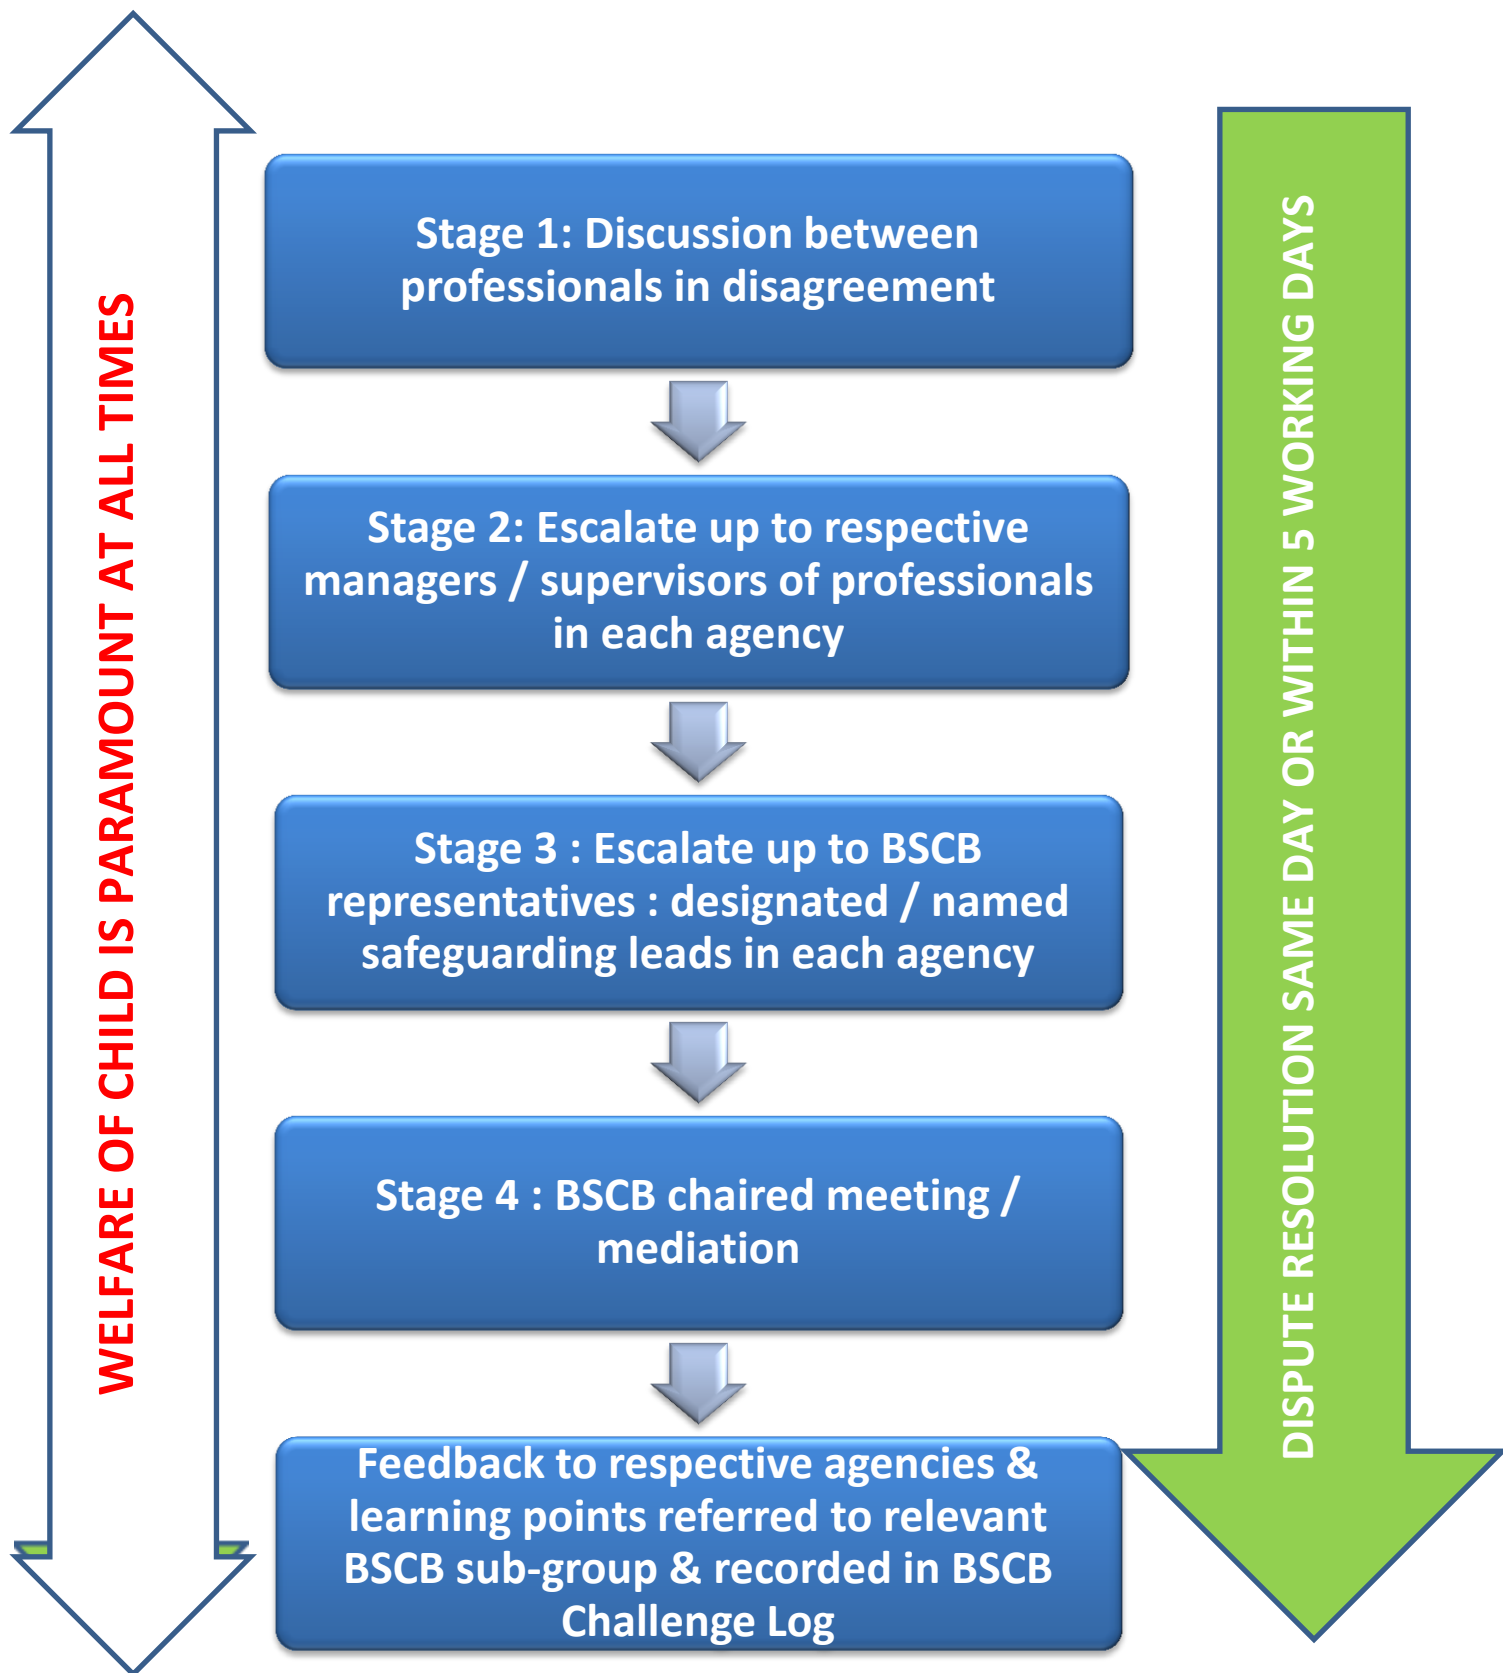 WELFARE OF CHILD IS PARAMOUNT AT ALL TIMES
Stage 1: Discussion between
professionals in disagreement
Stage 2: Escalate up to respective
managers / supervisors of professionals
in each agency
Stage 3 : Escalate up to BSCB
representatives : designated / named
safeguarding leads in each agency
Stage 4 : BSCB chaired meeting /
mediation
Feedback to respective agencies &
learning points referred to relevant
BSCB sub-group & recorded in BSCB
Challenge Log
DISPUTE RESOLUTION SAME DAY OR WITHIN 5 WORKING DAYS